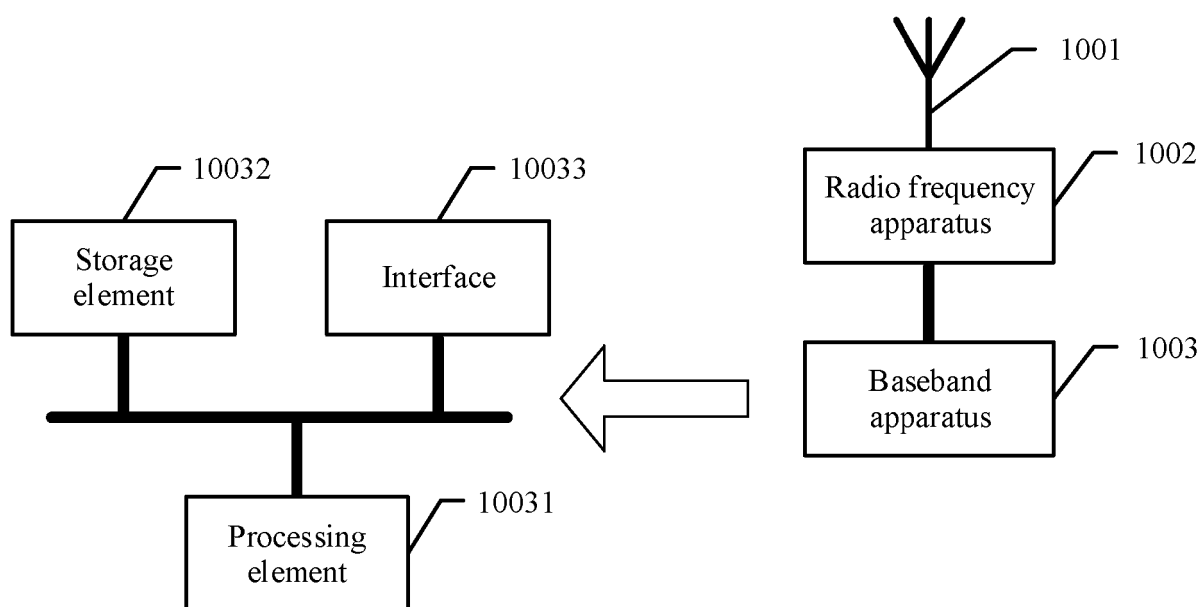 1001
1002
Radio frequency
apparatus
10032
10033
Storage
element
Interface
1003
Baseband
apparatus
10031
Processing
element